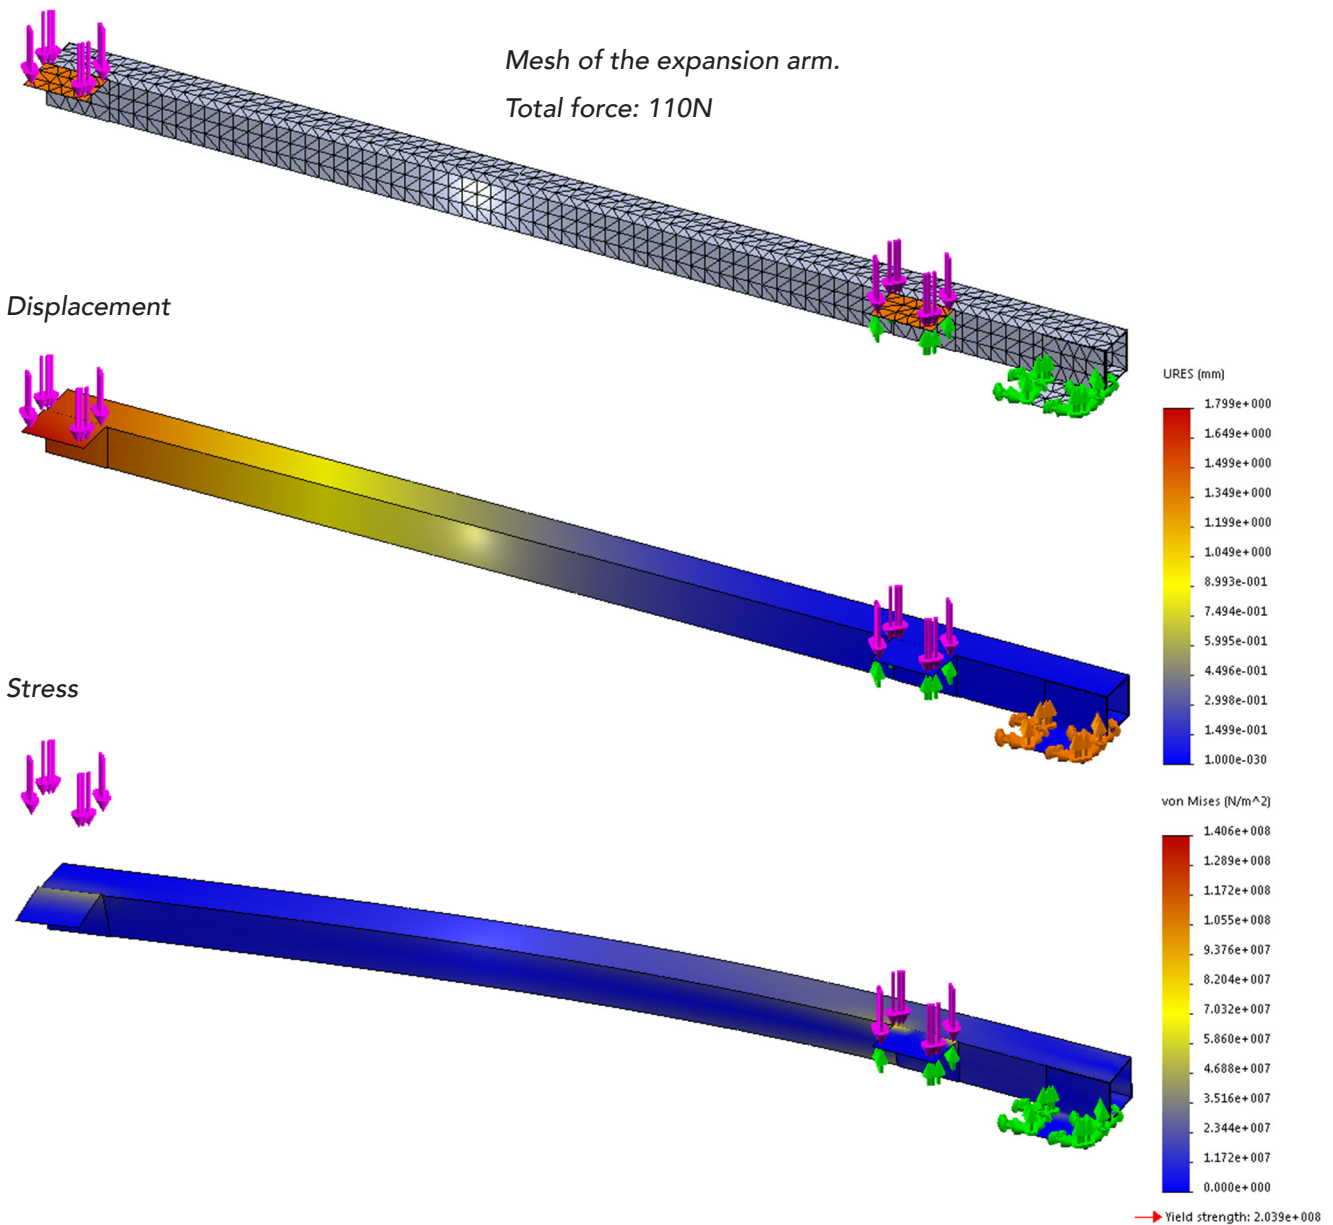 Mesh of the expansion arm.
Total force: 110N
Displacement
URES (mm)
1.799e+000
1.649e+000
1.499e+000
1.349e+000
1.199e+000
1.049e+000
8.993e-001
7.494e-001
5.995e-001
4.496e-001
2.998e-001
1.499e-001
1.000e-030
Stress
von Mises (N/m^2)
1.406e+008
1.289e+008
1.172e+008
1.055e+008
9.376e+007
8.204e+007
7.032e+007
5.860e+007
4.688e+007
3.516e+007
2.344e+007
1.172e+007
0.000e+000
Yield strength: 2.039e+008